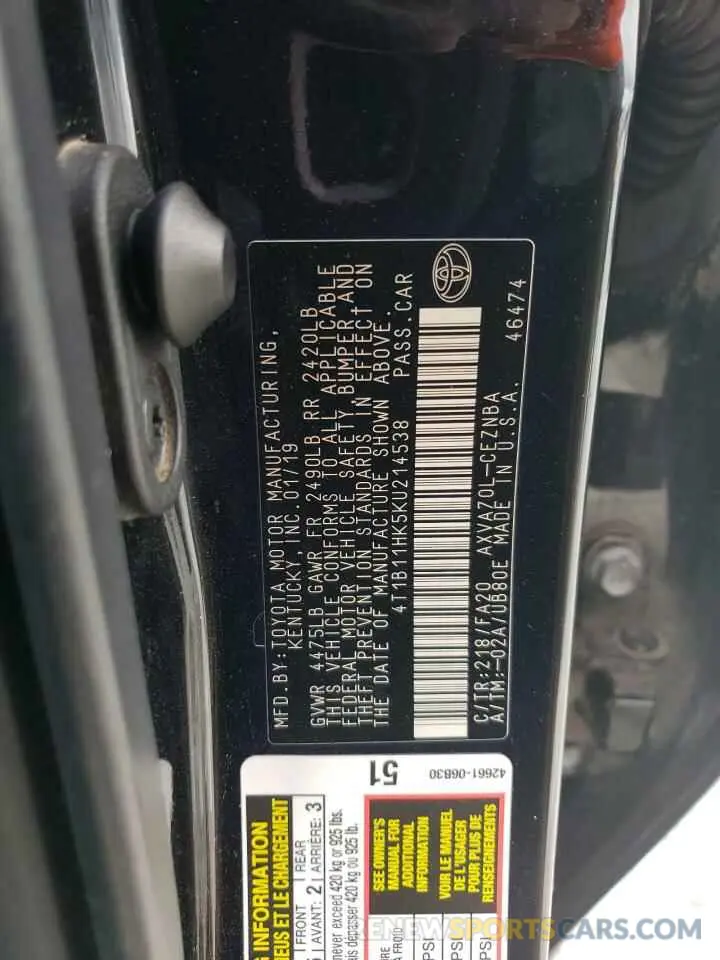 MFD.BY:TOYOTA MOTOR MANUFACTURING,
KENTUCKY, INC. 01/19
GVWR 4475LB GAWR FR 2490LB RR 2420LB
THIS VEHICLE CONFORMS TO ALL APPLICABLE
FEDERAL MOTOR VEHICLE SAFETY, BUMPER AND
THEFT PREVENTION STANDARDS IN EFFECT ON
THE DATE OF MANUFACTURE SHOWN ABOVE.
4T1B11HK5KU214538 PASS.CAR
C/TR:218/FA20 AXVA70L-CEZNBA
A/TM:-02A/UB80E MADE IN U.S.A. 46474
51
42661-06B30
INFORMATION
ET LE CHARGEMENT
FRONT
AVANT: 2
REAR
ARRIÈRE: 3
never exceed 420 kg or 925 lbs.
dépasser 420 kg ou 925 lb.
SEE OWNER'S
MANUAL FOR
ADDITIONAL
INFORMATION
VOIR LE MANUEL
DE L'USAGER
POUR PLUS DE
RENSEIGNEMENTS
À FROID
PSI
PSI
PSI
RENEWSPORTSCARS.COM